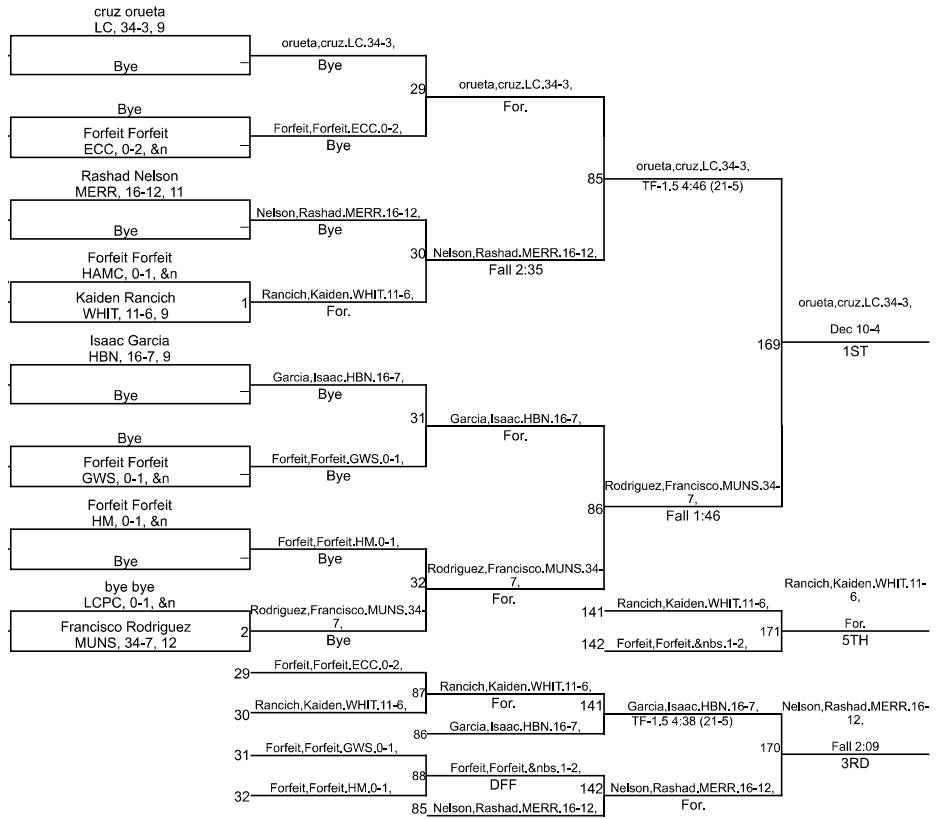 cruz orueta
LC, 34-3, 9
Bye
orueta,cruz.LC.34-3,
Bye
29
Bye
Forfeit Forfeit
ECC, 0-2, &n
Forfeit,Forfeit.ECC.0-2,
Bye
orueta,cruz.LC.34-3,
For.
85
Rashad Nelson
MERR, 16-12, 11
Bye
Nelson,Rashad.MERR.16-12,
Bye
30
Nelson,Rashad.MERR.16-12,
Fall 2:35
Forfeit Forfeit
HAMC, 0-1, &n
Kaiden Rancich
WHIT, 11-6, 9
1
Rancich,Kaiden.WHIT.11-6,
For.
orueta,cruz.LC.34-3,
TF-1.5 4:46 (21-5)
169
orueta,cruz.LC.34-3,
Dec 10-4
1ST
Isaac Garcia
HBN, 16-7, 9
Bye
Garcia,Isaac.HBN.16-7,
Bye
31
Garcia,Isaac.HBN.16-7,
For.
Bye
Forfeit Forfeit
GWS, 0-1, &n
Forfeit,Forfeit.GWS.0-1,
Bye
86
Rodriguez,Francisco.MUNS.34-
7,
Fall 1:46
Forfeit Forfeit
HM, 0-1, &n
Bye
Forfeit,Forfeit.HM.0-1,
Bye
32
Rodriguez,Francisco.MUNS.34-
7,
For.
bye bye
LCPC, 0-1, &n
Francisco Rodriguez
MUNS, 34-7, 12
2
Rodriguez,Francisco.MUNS.34-
7,
Bye
141
Rancich,Kaiden.WHIT.11-6,
142
Forfeit,Forfeit.&nbs.1-2,
171
Rancich,Kaiden.WHIT.11-
6,
For.
5TH
29
Forfeit,Forfeit.ECC.0-2,
30
Rancich,Kaiden.WHIT.11-6,
87
Rancich,Kaiden.WHIT.11-6,
For.
86
Garcia,Isaac.HBN.16-7,
141
Garcia,Isaac.HBN.16-7,
TF-1.5 4:38 (21-5)
31
Forfeit,Forfeit.GWS.0-1,
32
Forfeit,Forfeit.HM.0-1,
88
Forfeit,Forfeit.&nbs.1-2,
DFF
85
Nelson,Rashad.MERR.16-12,
142
Nelson,Rashad.MERR.16-12,
For.
170
Nelson,Rashad.MERR.16-
12,
Fall 2:09
3RD